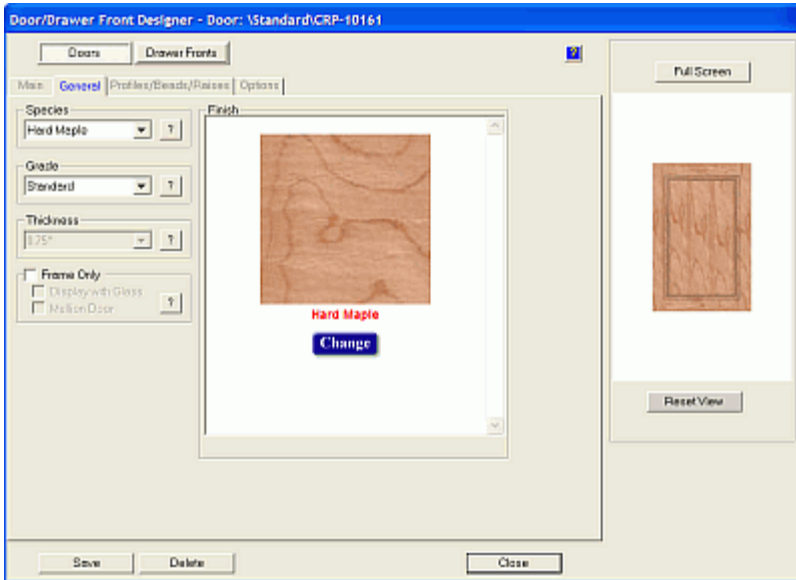 Door/Drawer Front Designer - Door: \Standard\CRP-10161
Doors
Drawer Fronts
?
Full Screen
Main
General
Profiles/Beads/Raises
Options
Species
Hard Maple
?
Finish
Grade
Standard
?
Thickness
0.75"
?
Frame Only
Display with Glass
Mullion Door
?
Hard Maple
Change
Reset View
Save
Delete
Close